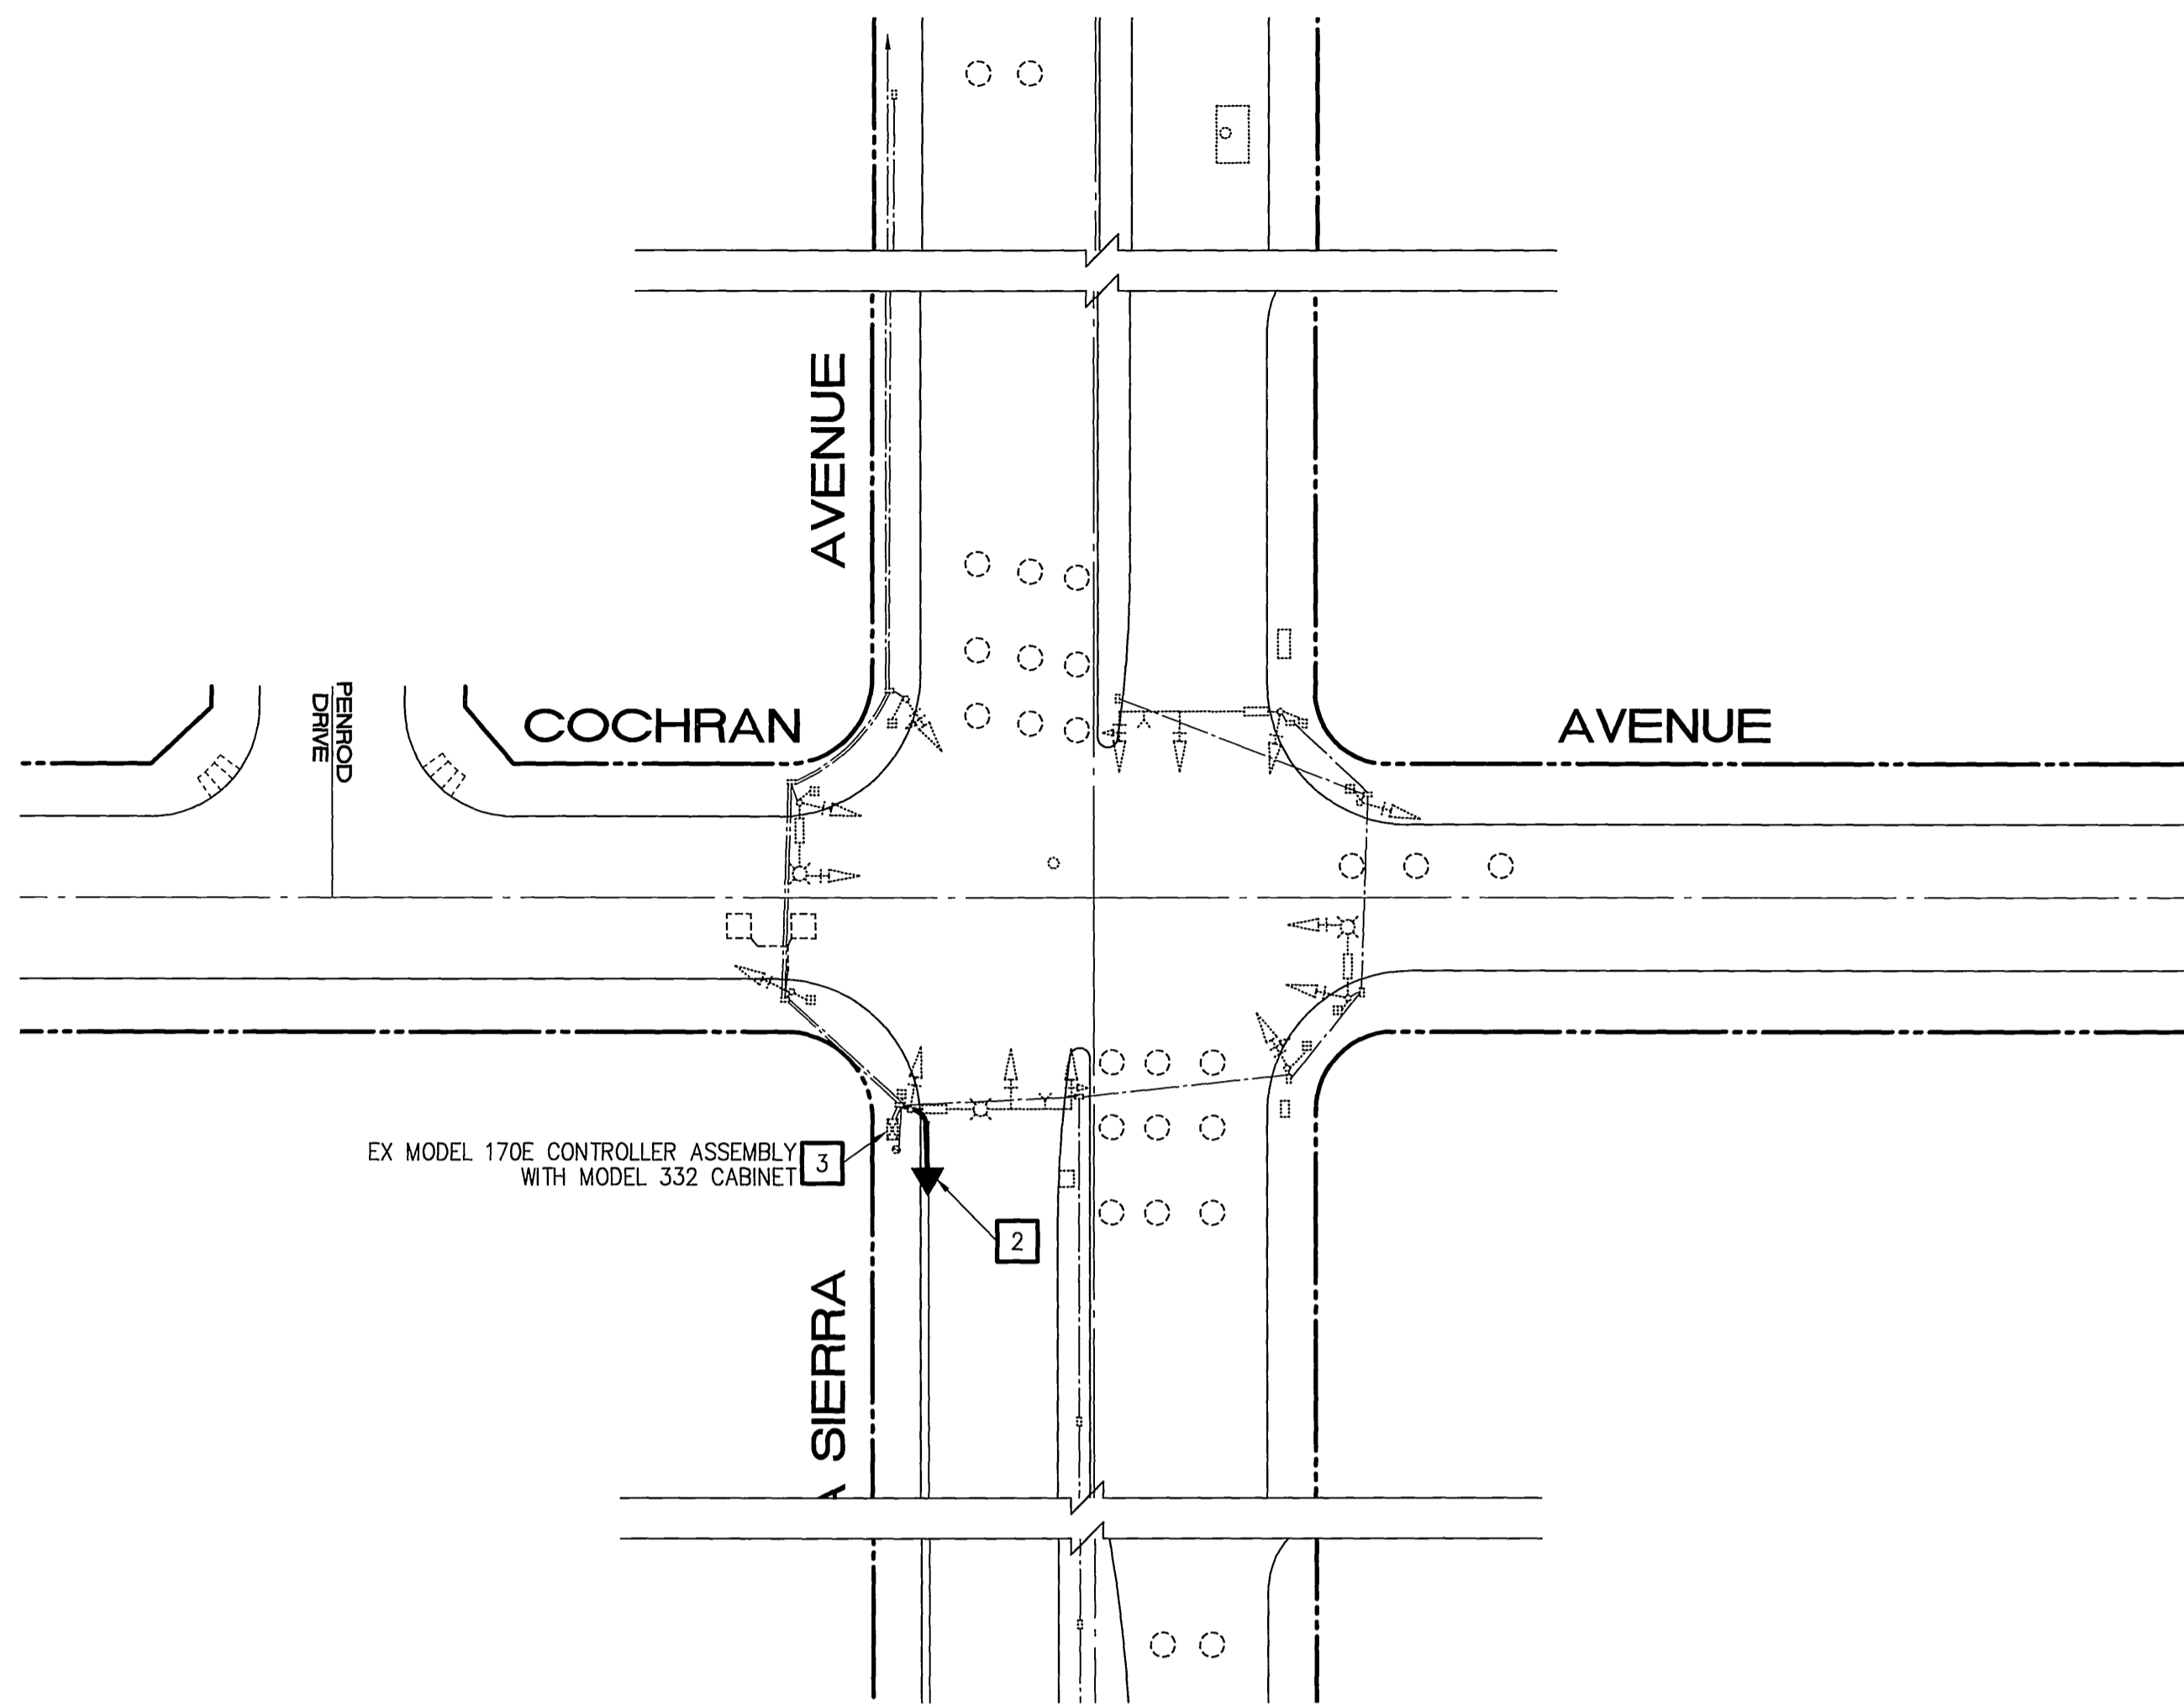 AVENUE
PENROD
DRIVE
COCHRAN
AVENUE
EX MODEL 170E CONTROLLER ASSEMBLY
WITH MODEL 332 CABINET
3
2
SIERRA